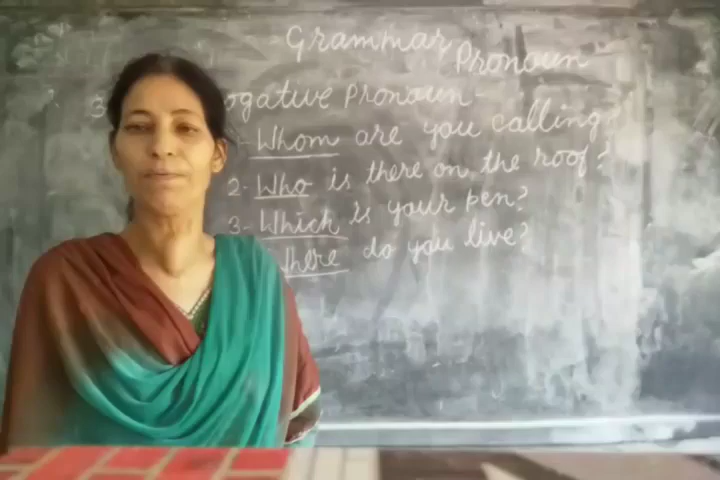 Grammar Pronoun
3 ogative Pronoun-
Whom are you calling?
2- Who is there on the roof?
3- Which is your pen?
do you live?